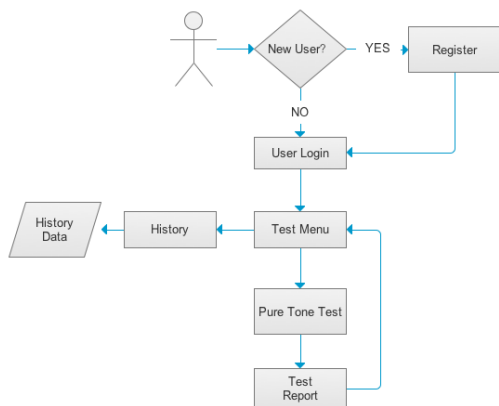 New User?
YES
Register
NO
User Login
History
Data
History
Test Menu
Pure Tone Test
Test
Report